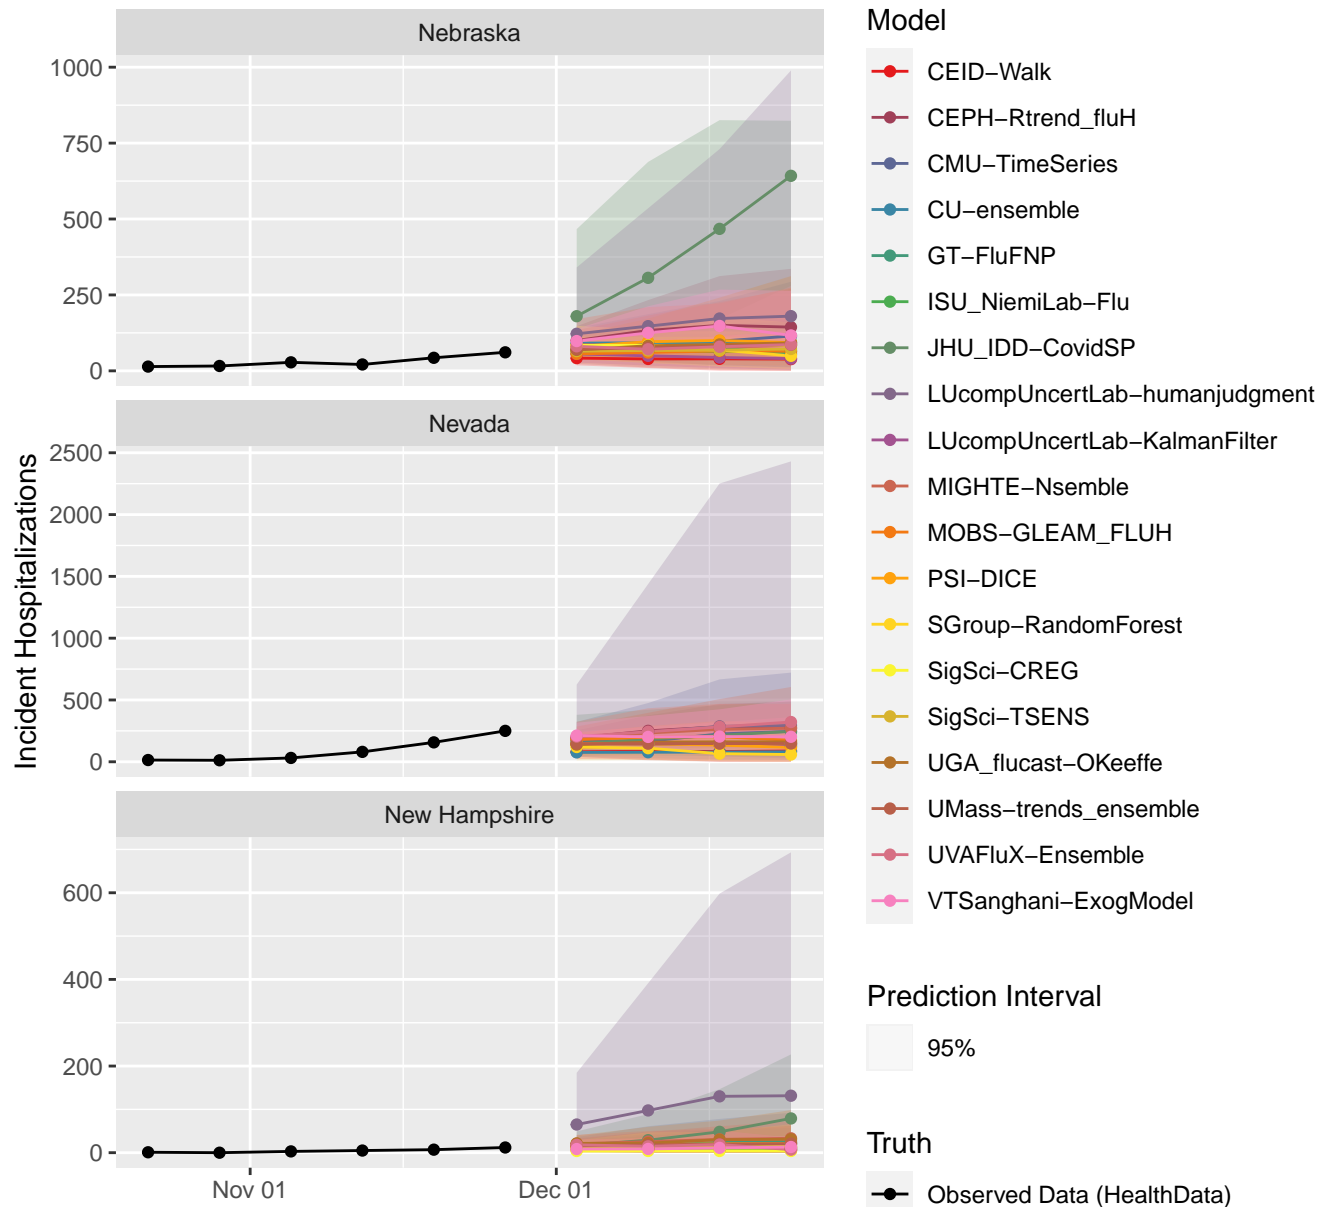 Nebraska
1000
750
500
250
0
Nevada
2500
2000
1500
1000
500
0
New Hampshire
600
400
200
0
Nov 01
Dec 01
Incident Hospitalizations
Model
CEID−Walk
CEPH−Rtrend_fluH
CMU−TimeSeries
CU−ensemble
GT−FluFNP
ISU_NiemiLab−Flu
JHU_IDD−CovidSP
LUcompUncertLab−humanjudgment
LUcompUncertLab−KalmanFilter
MIGHTE−Nsemble
MOBS−GLEAM_FLUH
PSI−DICE
SGroup−RandomForest
SigSci−CREG
SigSci−TSENS
UGA_flucast−OKeeffe
UMass−trends_ensemble
UVAFluX−Ensemble
VTSanghani−ExogModel
Prediction Interval
95%
Truth
Observed Data (HealthData)